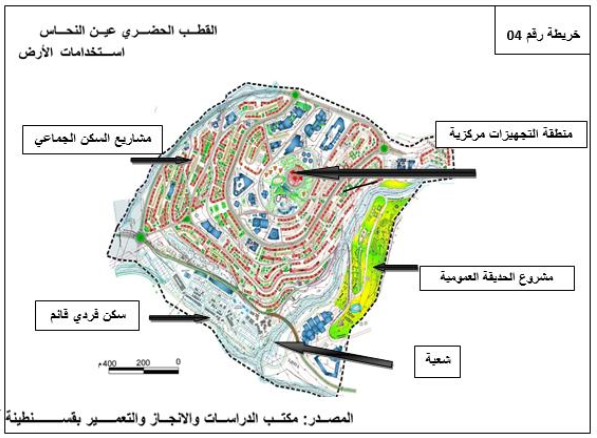 خريطة رقم 04
القطب الحضري عين النحاس
استخدامات الأرض
منطقة التجهيزات مركزية
مشاريع السكن الجماعي
مشروع الحديقة العمومية
سكن فردي قائم
شعبة
400م 200 0
المصدر: مكتب الدراسات والانجاز والتعمير بقسنطينة